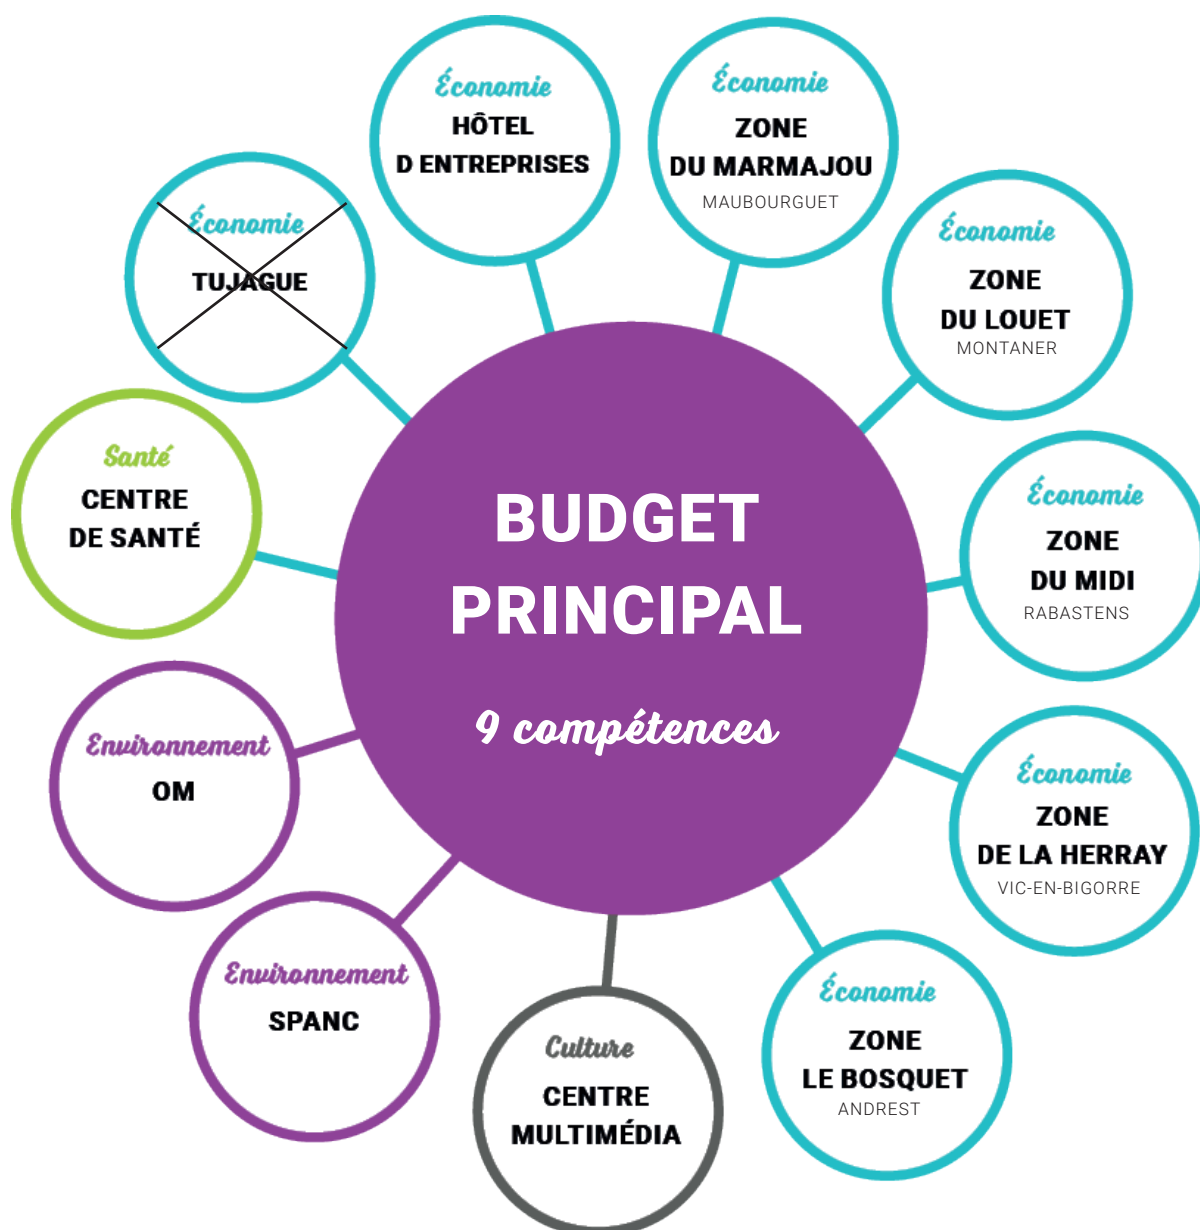 Économie
HÔTEL
D ENTREPRISES
Économie
ZONE
DU MARMAJOU
MAUBOURGUET
Économie
TUJAGUE
Économie
ZONE
DU LOUET
MONTANER
Santé
CENTRE
DE SANTÉ
BUDGET
PRINCIPAL
9 compétences
Économie
ZONE
DU MIDI
RABASTENS
Environnement
OM
Économie
ZONE
DE LA HERRAY
VIC-EN-BIGORRE
Environnement
SPANC
Culture
CENTRE
MULTIMÉDIA
Économie
ZONE
LE BOSQUET
ANDREST